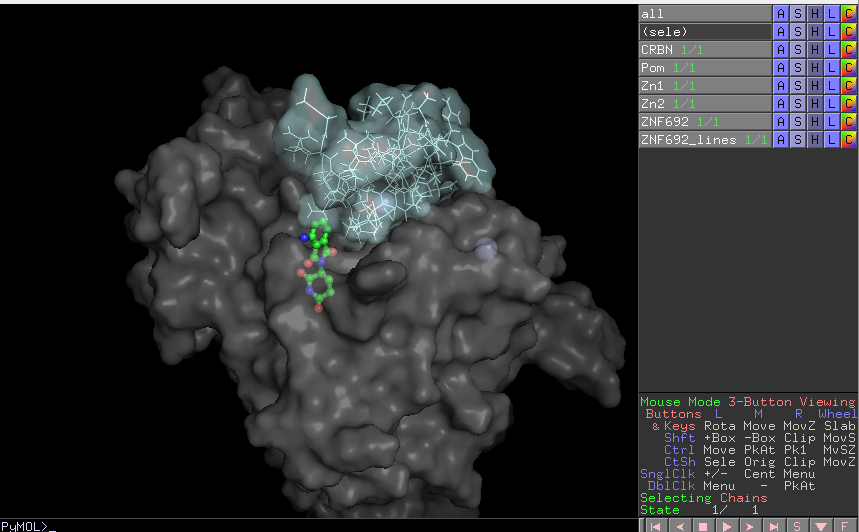 all A S H L C
(sele) A S H L C
CRBN 1/1 A S H L C
Pom 1/1 A S H L C
Zn1 1/1 A S H L C
Zn2 1/1 A S H L C
ZNF692 1/1 A S H L C
ZNF692_lines 1/1 A S H L C
Mouse Mode 3-Button Viewing
Buttons L M R Wheel
& Keys Rota Move MovZ Slab
Shft +Box -Box Clip MovS
Ctrl Move PkAt Pk1 MvSZ
CtSh Sele Orig Clip MovZ
SnglClk +/- Cent Menu
DblClk Menu - PkAt
Selecting Chains
State 1/ 1
PyMOL>_ S F